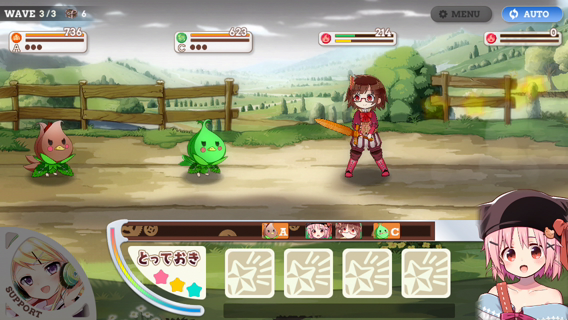 WAVE 3/3 6
MENU
AUTO
736
A
623
C
214
0
A
C
とっておき
SUPPORT